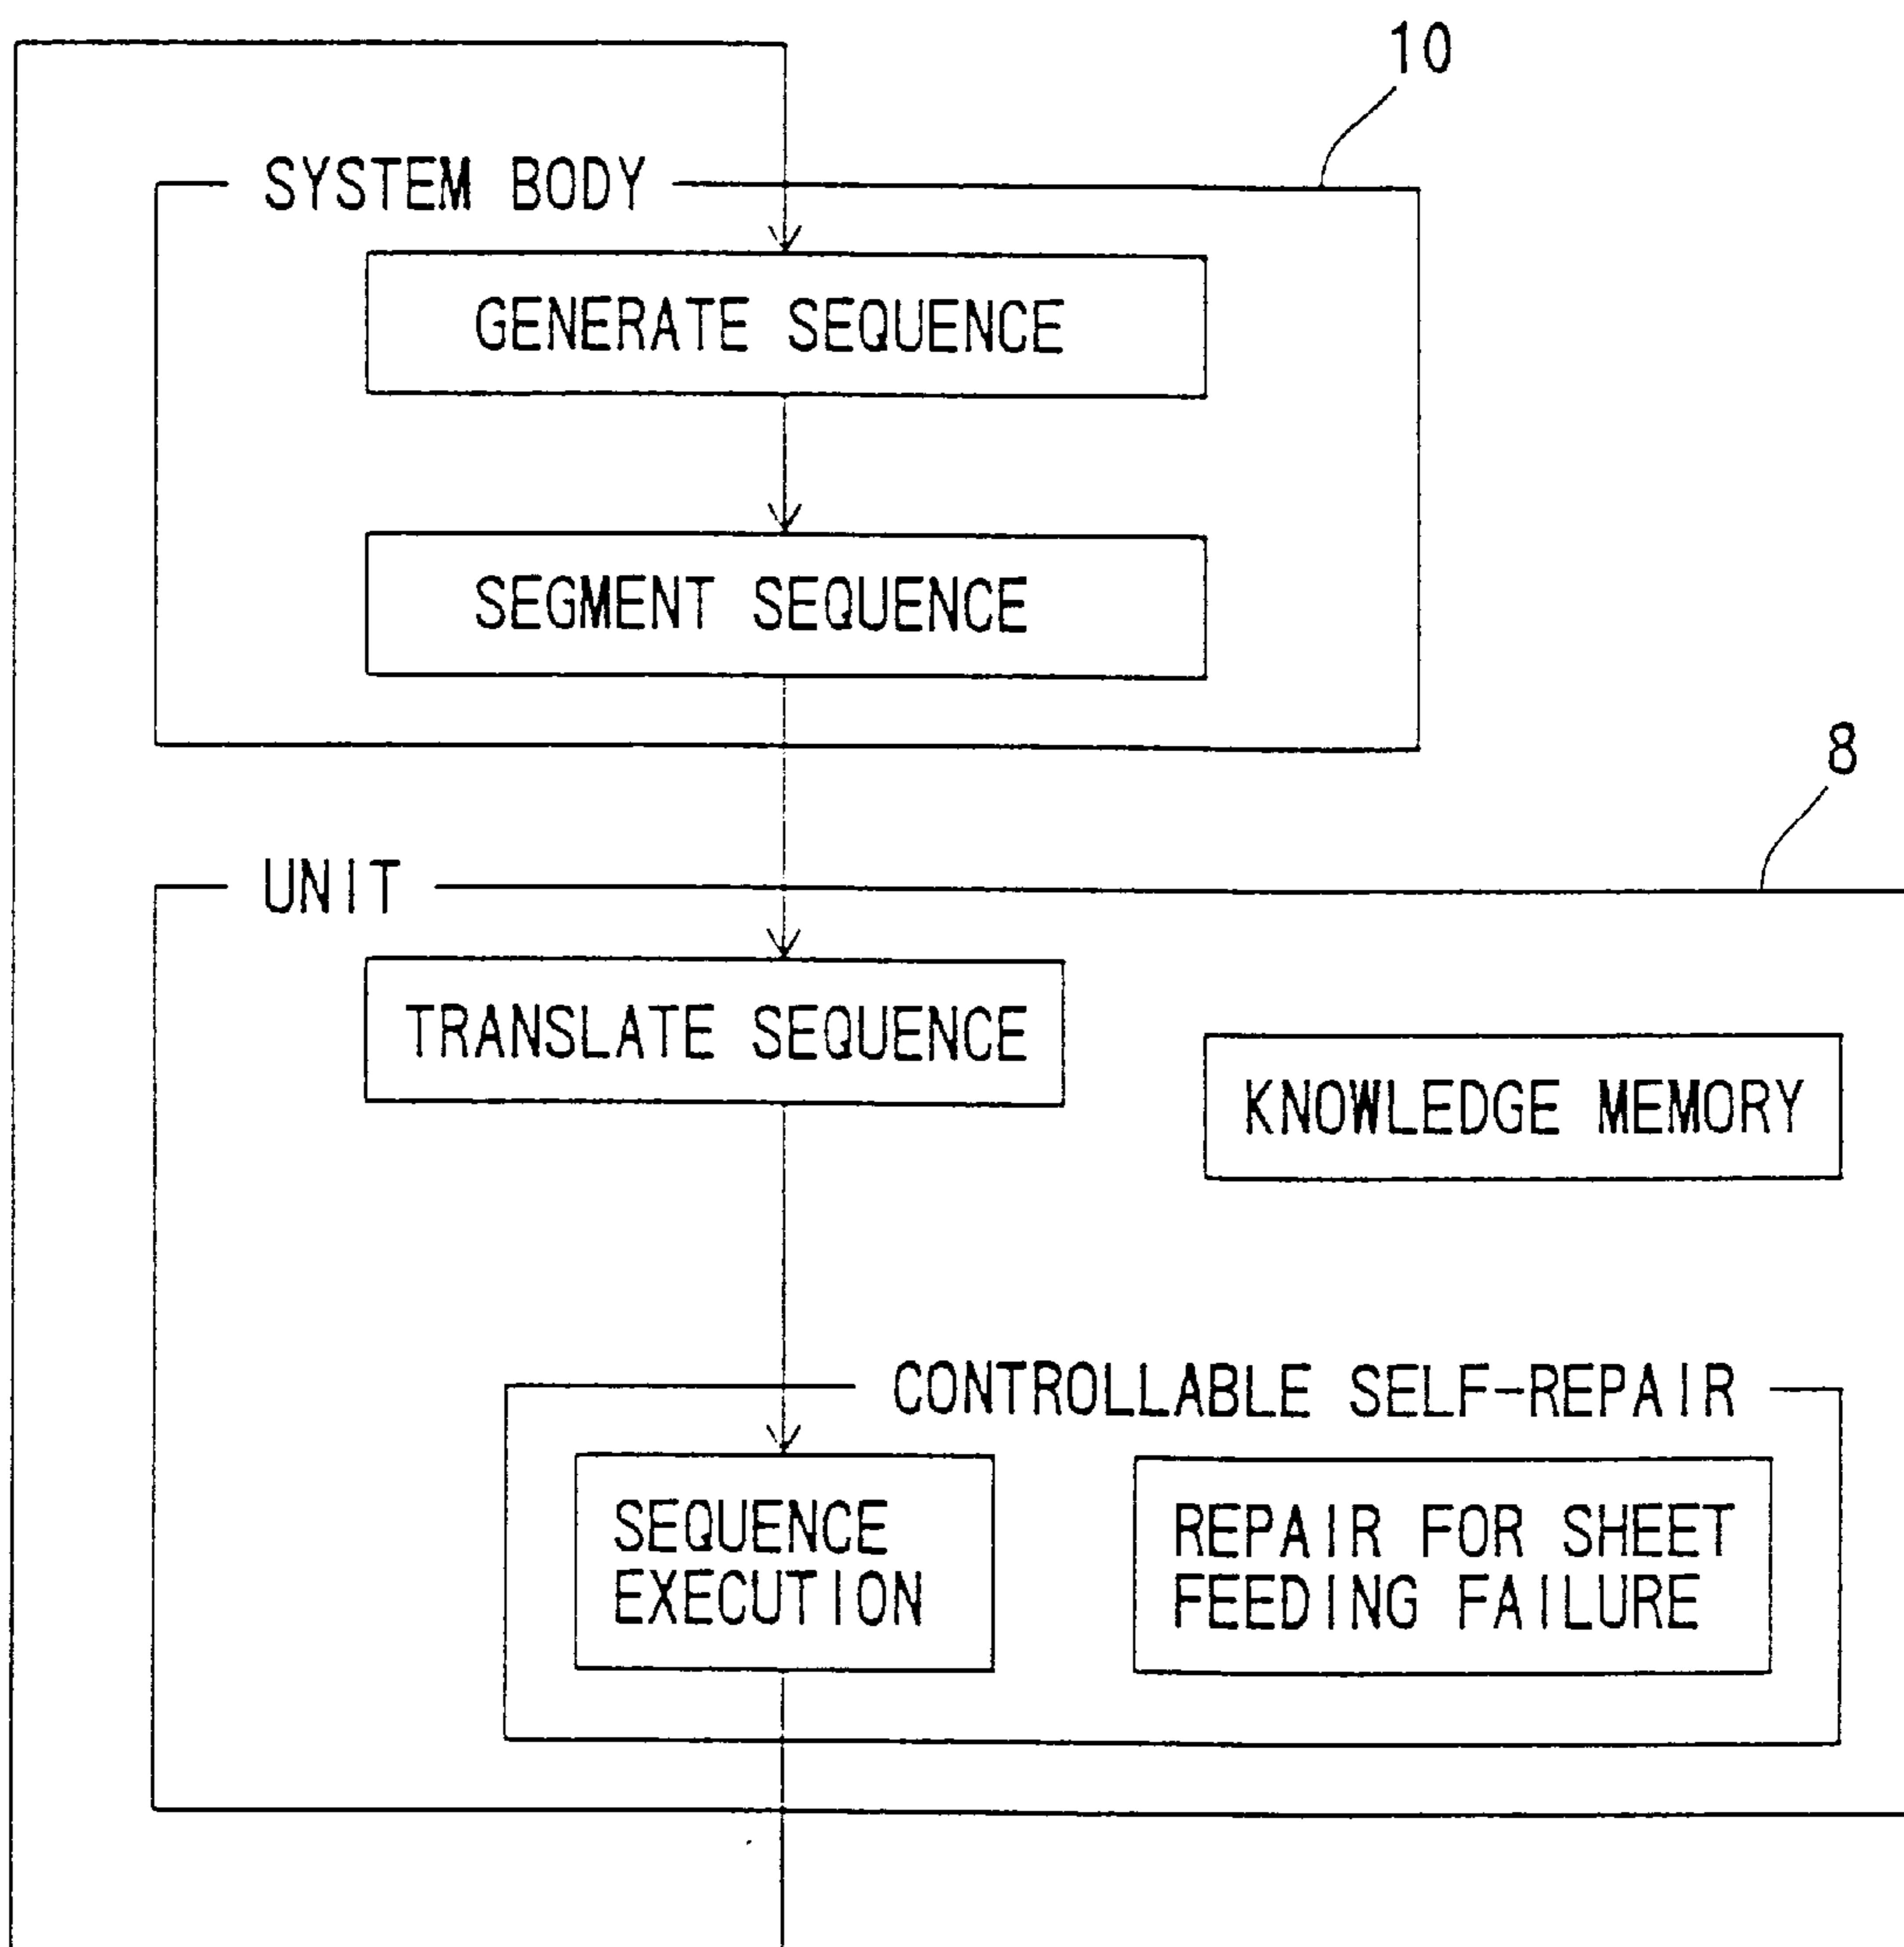 10
SYSTEM BODY
GENERATE SEQUENCE
SEGMENT SEQUENCE
8
UNIT
TRANSLATE SEQUENCE
KNOWLEDGE MEMORY
CONTROLLABLE SELF-REPAIR
SEQUENCE
EXECUTION
REPAIR FOR SHEET
FEEDING FAILURE